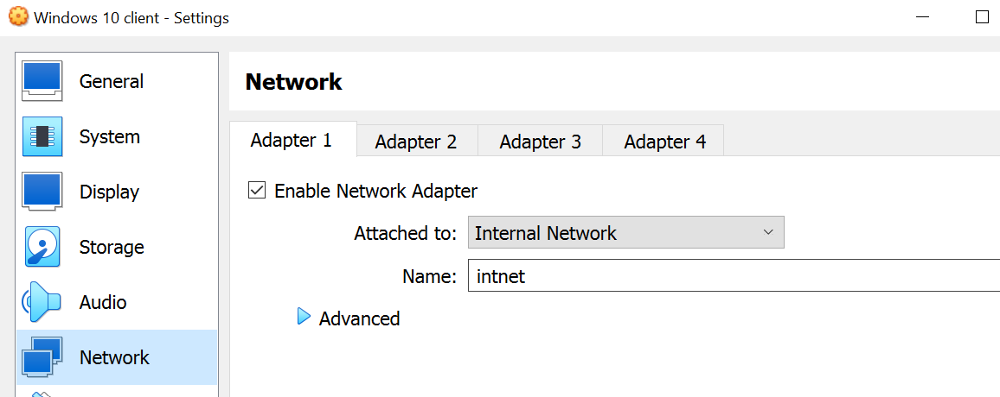 Windows 10 client - Settings
General
System
Display
Storage
Audio
Network
Network
Adapter 1 Adapter 2 Adapter 3 Adapter 4
Enable Network Adapter
Attached to: Internal Network
Name: intnet
Advanced